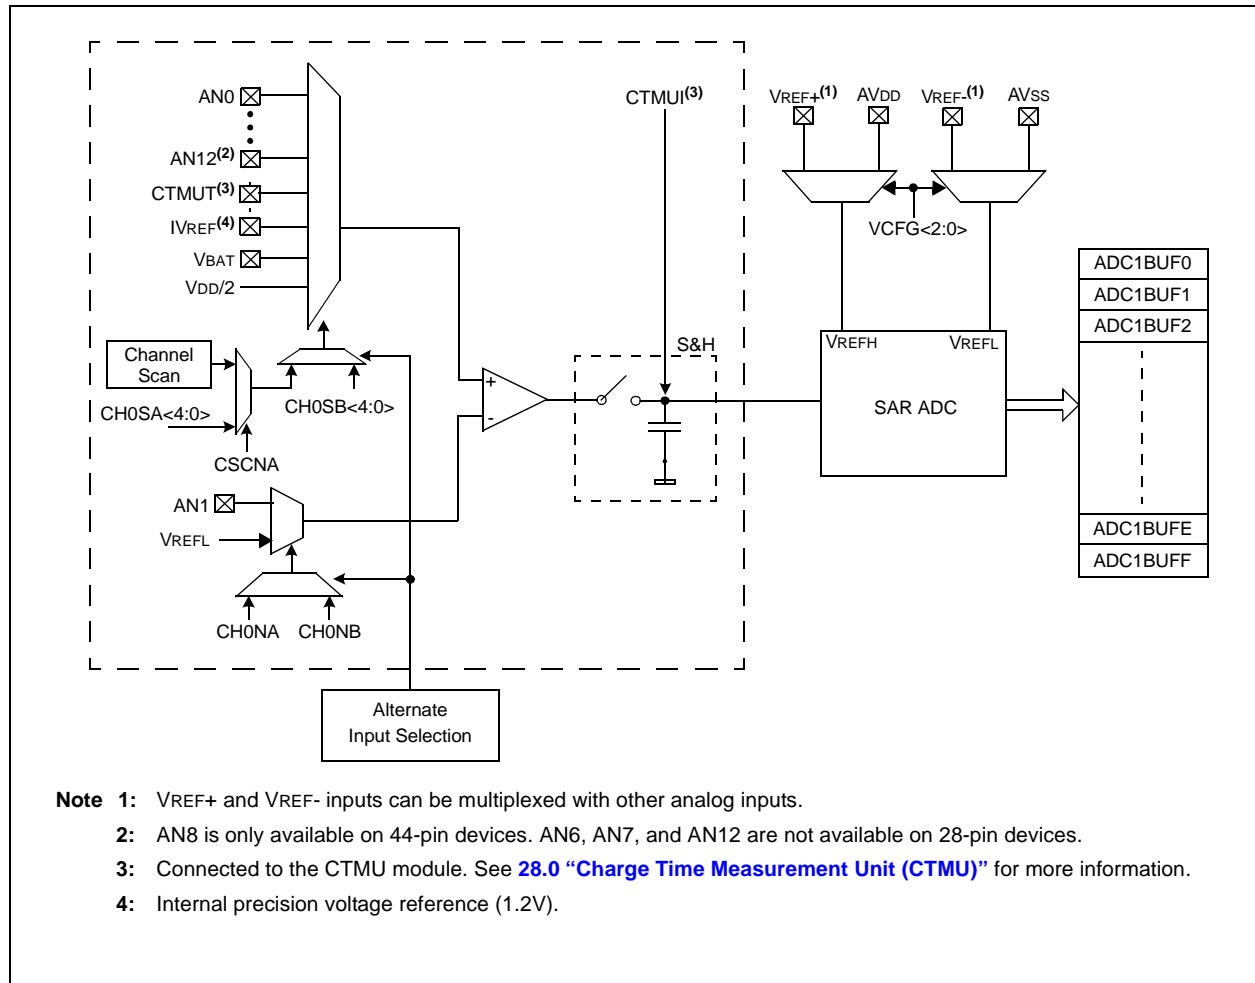 AN0
AN12(2)
CTMUT(3)
IVREF(4)
VBAT
VDD/2
CTMUI(3)
VREF+(1) AVDD VREF-(1) AVSS
VCFG<2:0>
ADC1BUF0
ADC1BUF1
ADC1BUF2
ADC1BUFE
ADC1BUFF
Channel
Scan
CH0SA<4:0>
CH0SB<4:0>
CSCNA
+
-
S&H
VREFH VREFL
SAR ADC
AN1
VREFL
CH0NA CH0NB
Alternate
Input Selection
Note 1: VREF+ and VREF- inputs can be multiplexed with other analog inputs.
2: AN8 is only available on 44-pin devices. AN6, AN7, and AN12 are not available on 28-pin devices.
3: Connected to the CTMU module. See 28.0 “Charge Time Measurement Unit (CTMU)” for more information.
4: Internal precision voltage reference (1.2V).